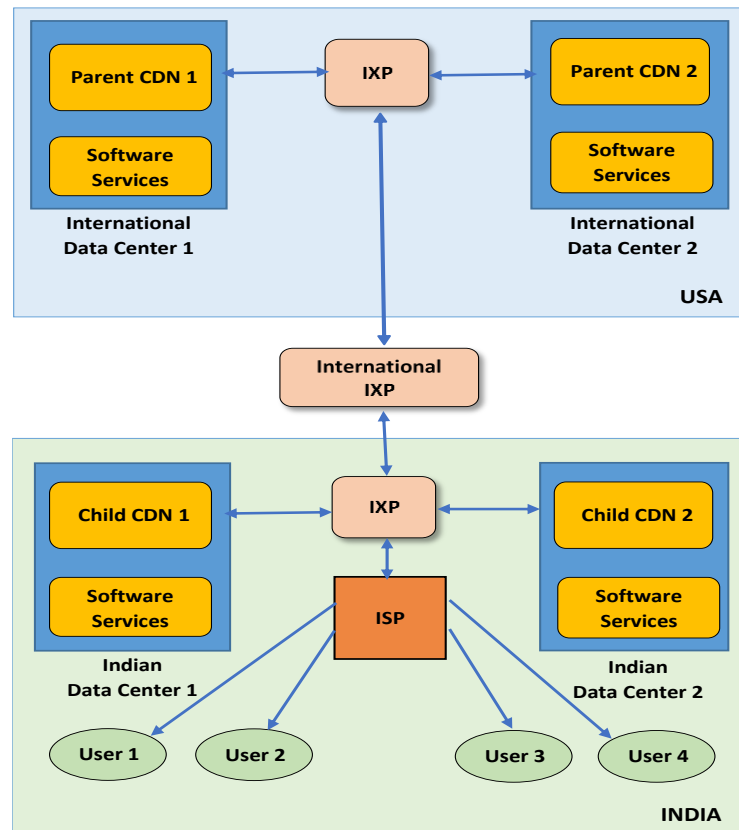 Parent CDN 1
IXP
Parent CDN 2
Software
Services
Software
Services
International
Data Center 1
International
Data Center 2
USA
International
IXP
Child CDN 1
IXP
Child CDN 2
Software
Services
ISP
Software
Services
Indian
Data Center 1
Indian
Data Center 2
User 1
User 2
User 3
User 4
INDIA